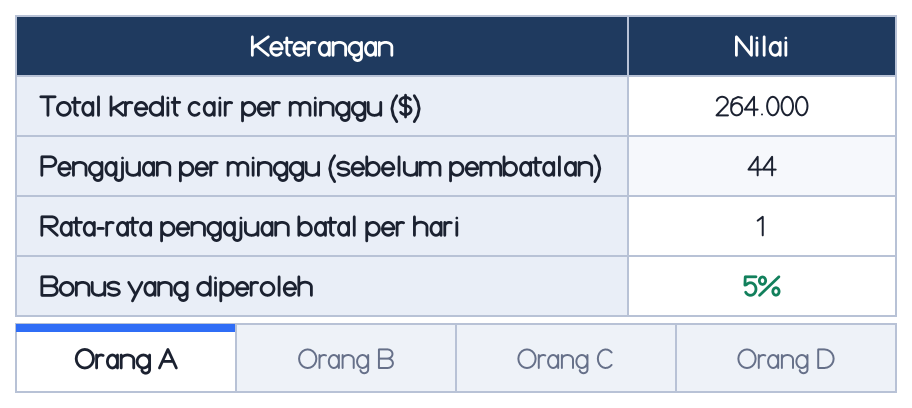 Keterangan Nilai
Total kredit cair per minggu ($) 264.000
Pengajuan per minggu (sebelum pembatalan) 44
Rata-rata pengajuan batal per hari 1
Bonus yang diperoleh 5%
Orang A Orang B Orang C Orang D